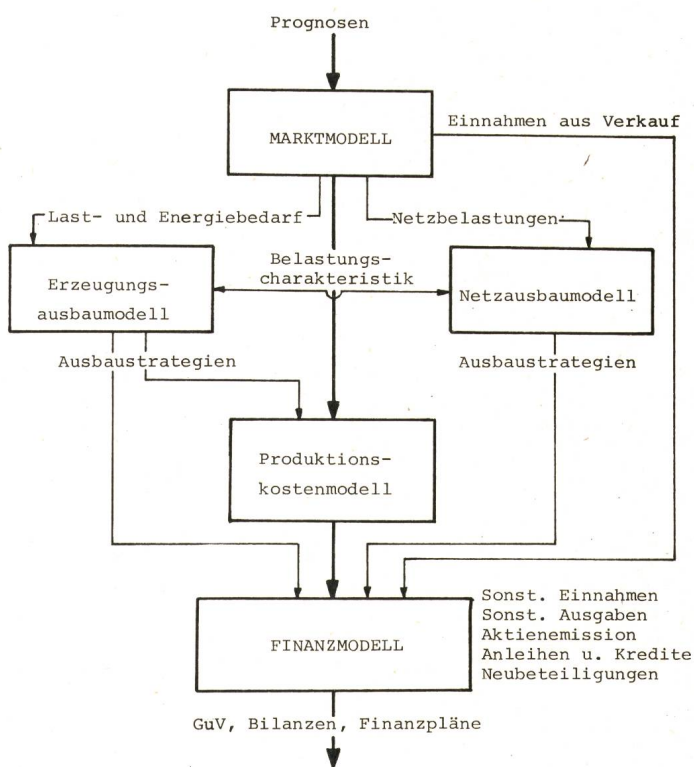 Prognosen
MARKTMODELL
Einnahmen aus Verkauf
Last- und Energiebedarf
Netzbelastungen
Erzeugungs-
ausbaumodell
Belastungs-
charakteristik
Netzausbaumodell
Ausbaustrategien
Ausbaustrategien
Produktions-
kostenmodell
FINANZMODELL
Sonst. Einnahmen
Sonst. Ausgaben
Aktienemission
Anleihen u. Kredite
Neubeteiligungen
GuV, Bilanzen, Finanzpläne